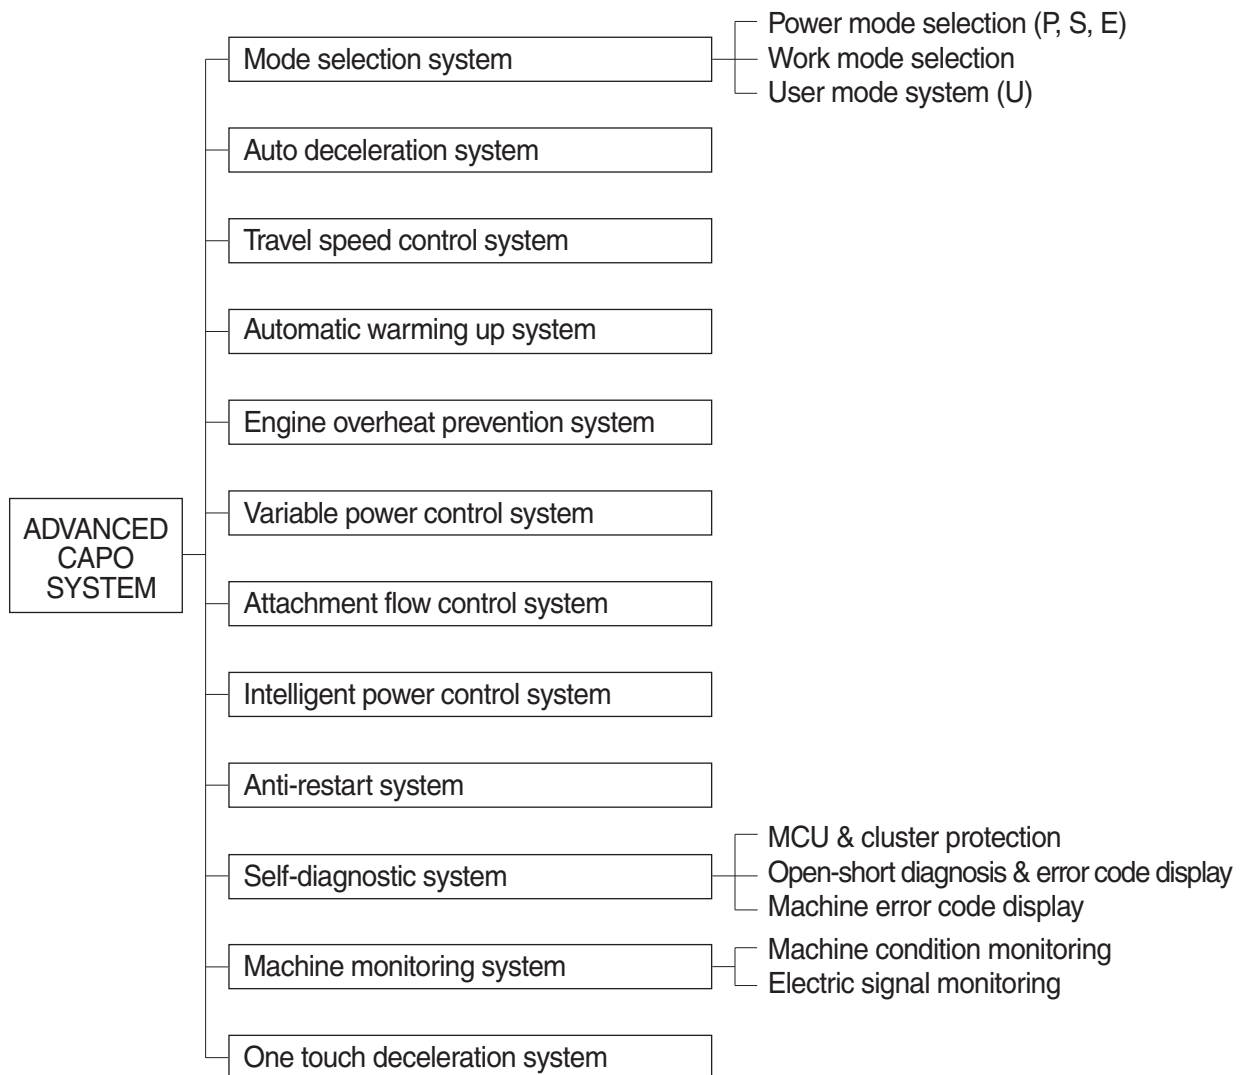 Mode selection system
Power mode selection (P, S, E)
Work mode selection
User mode system (U)
Auto deceleration system
Travel speed control system
Automatic warming up system
Engine overheat prevention system
ADVANCED
CAPO
SYSTEM
Variable power control system
Attachment flow control system
Intelligent power control system
Anti-restart system
Self-diagnostic system
MCU & cluster protection
Open-short diagnosis & error code display
Machine error code display
Machine monitoring system
Machine condition monitoring
Electric signal monitoring
One touch deceleration system